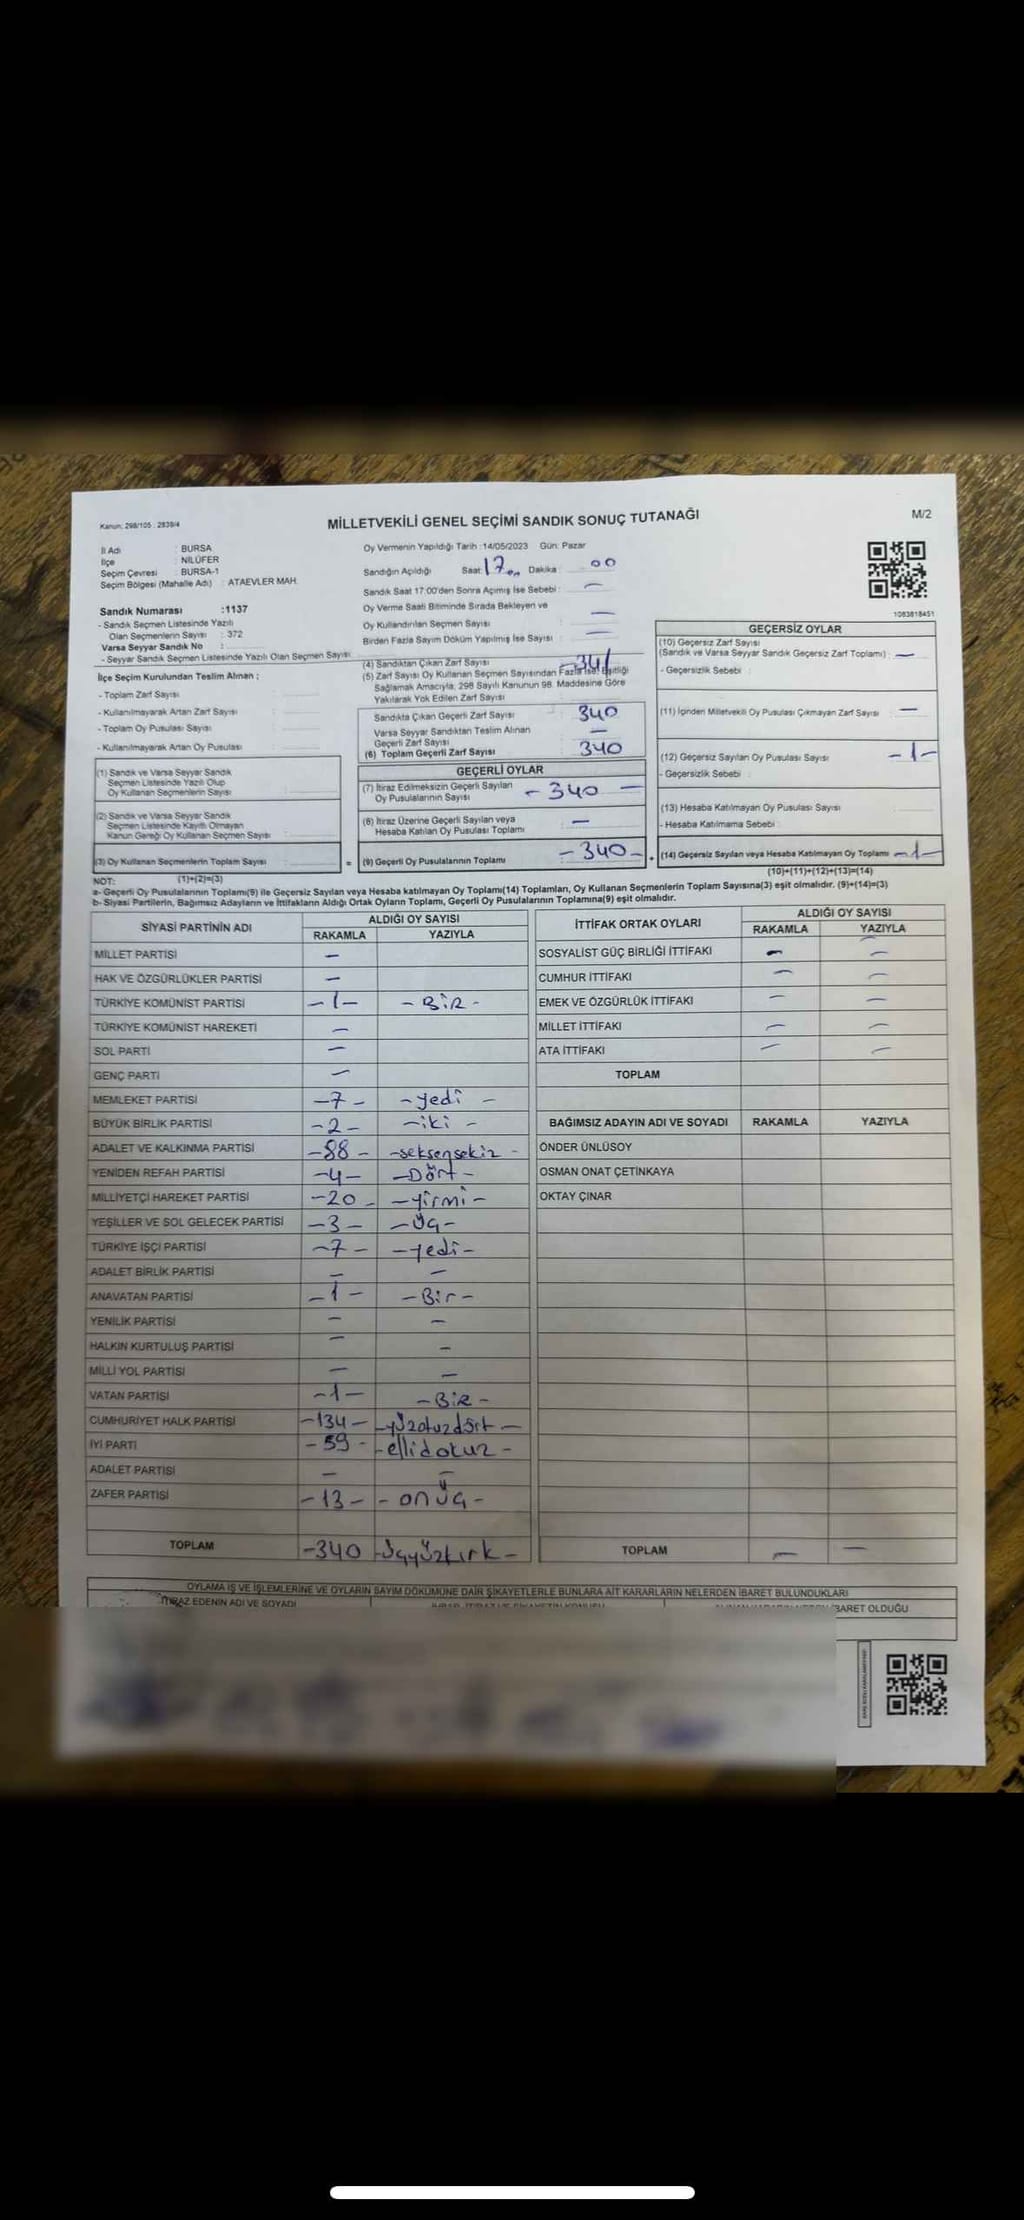 Kanun: 298/105 : 2839/4
MİLLETVEKİLİ GENEL SEÇİMİ SANDIK SONUÇ TUTANAĞI
M/2
İl Adı : BURSA
İlçe : NİLÜFER
Seçim Çevresi : BURSA-1
Seçim Bölgesi (Mahalle Adı) : ATAEVLER MAH.
Sandık Numarası :1137
- Sandık Seçmen Listesinde Yazılı
Olan Seçmenlerin Sayısı : 372
Varsa Seyyar Sandık No :
- Seyyar Sandık Seçmen Listesinde Yazılı Olan Seçmen Sayısı
İlçe Seçim Kurulundan Teslim Alınan ;
- Toplam Zarf Sayısı :
- Kullanılmayarak Artan Zarf Sayısı :
- Toplam Oy Pusulası Sayısı :
- Kullanılmayarak Artan Oy Pusulası :
(1) Sandık ve Varsa Seyyar Sandık
Seçmen Listesinde Yazılı Olup
Oy Kullanan Seçmenlerin Sayısı :
(2) Sandık ve Varsa Seyyar Sandık
Seçmen Listesinde Kayıtlı Olmayan
Kanun Gereği Oy Kullanan Seçmen Sayısı :
(3) Oy Kullanan Seçmenlerin Toplam Sayısı :
(1)+(2)=(3)
Oy Vermenin Yapıldığı Tarih :14/05/2023 Gün: Pazar
Sandığın Açıldığı Saat: 17 Dakika : 00
Sandık Saat 17:00'den Sonra Açımış İse Sebebi : —
Oy Verme Saati Bitiminde Sırada Bekleyen ve
Oy Kullandırılan Seçmen Sayısı : —
Birden Fazla Sayım Döküm Yapılmış İse Sayısı : —
(4) Sandıktan Çıkan Zarf Sayısı : -341
(5) Zarf Sayısı Oy Kullanan Seçmen Sayısından Fazla İse, Eşitliği
Sağlamak Amacıyla, 298 Sayılı Kanunun 98. Maddesine Göre
Yakılarak Yok Edilen Zarf Sayısı :
Sandıkta Çıkan Geçerli Zarf Sayısı : 340
Varsa Seyyar Sandıktan Teslim Alınan
Geçerli Zarf Sayısı : —
(6) Toplam Geçerli Zarf Sayısı : 340
GEÇERLİ OYLAR
(7) İtiraz Edilmeksizin Geçerli Sayılan
Oy Pusulalarının Sayısı : - 340 —
(8) İtiraz Üzerine Geçerli Sayılan veya
Hesaba Katılan Oy Pusulası Toplamı : —
= (9) Geçerli Oy Pusulalarının Toplamı : -340- +
1083818451
GEÇERSİZ OYLAR
(10) Geçersiz Zarf Sayısı
(Sandık ve Varsa Seyyar Sandık Geçersiz Zarf Toplamı) : —
- Geçersizlik Sebebi :
(11) İçinden Milletvekili Oy Pusulası Çıkmayan Zarf Sayısı : —
(12) Geçersiz Sayılan Oy Pusulası Sayısı : -1-
- Geçersizlik Sebebi :
(13) Hesaba Katılmayan Oy Pusulası Sayısı :
- Hesaba Katılmama Sebebi :
(14) Geçersiz Sayılan veya Hesaba Katılmayan Oy Toplamı : -1-
(10)+(11)+(12)+(13)=(14)
NOT:
a- Geçerli Oy Pusulalarının Toplamı(9) ile Geçersiz Sayılan veya Hesaba katılmayan Oy Toplamı(14) Toplamları, Oy Kullanan Seçmenlerin Toplam Sayısına(3) eşit olmalıdır. (9)+(14)=(3)
b- Siyasi Partilerin, Bağımsız Adayların ve İttifakların Aldığı Ortak Oyların Toplamı, Geçerli Oy Pusulalarının Toplamına(9) eşit olmalıdır.
SİYASİ PARTİNİN ADI ALDIĞI OY SAYISI
RAKAMLA YAZIYLA
MİLLET PARTİSİ —
HAK VE ÖZGÜRLÜKLER PARTİSİ —
TÜRKİYE KOMÜNİST PARTİSİ -1- - BİR -
TÜRKİYE KOMÜNİST HAREKETİ —
SOL PARTİ —
GENÇ PARTİ —
MEMLEKET PARTİSİ -7- - yedi -
BÜYÜK BİRLİK PARTİSİ -2- - iki -
ADALET VE KALKINMA PARTİSİ -88- -seksensekiz-
YENİDEN REFAH PARTİSİ -4- -Dört-
MİLLİYETÇİ HAREKET PARTİSİ -20- -yirmi-
YEŞİLLER VE SOL GELECEK PARTİSİ -3- -Üç-
TÜRKİYE İŞÇİ PARTİSİ -7- -yedi-
ADALET BİRLİK PARTİSİ — —
ANAVATAN PARTİSİ -1- -Bir-
YENİLİK PARTİSİ — —
HALKIN KURTULUŞ PARTİSİ — —
MİLLİ YOL PARTİSİ — —
VATAN PARTİSİ -1- -BİR-
CUMHURİYET HALK PARTİSİ -134- -yüzotuzdört-
İYİ PARTİ -59- -ellidokuz-
ADALET PARTİSİ — —
ZAFER PARTİSİ -13- - onüç -
TOPLAM -340 -Üçyüzkırk-
İTTİFAK ORTAK OYLARI ALDIĞI OY SAYISI
RAKAMLA YAZIYLA
SOSYALİST GÜÇ BİRLİĞİ İTTİFAKI — —
CUMHUR İTTİFAKI — —
EMEK VE ÖZGÜRLÜK İTTİFAKI — —
MİLLET İTTİFAKI — —
ATA İTTİFAKI — —
TOPLAM
BAĞIMSIZ ADAYIN ADI VE SOYADI RAKAMLA YAZIYLA
ÖNDER ÜNLÜSOY
OSMAN ONAT ÇETİNKAYA
OKTAY ÇINAR
TOPLAM — —
OYLAMA İŞ VE İŞLEMLERİNE VE OYLARIN SAYIM DÖKÜMÜNE DAİR ŞİKAYETLERLE BUNLARA AİT KARARLARIN NELERDEN İBARET BULUNDUKLARI
İTİRAZ EDENİN ADI VE SOYADI
İBARET OLDUĞU